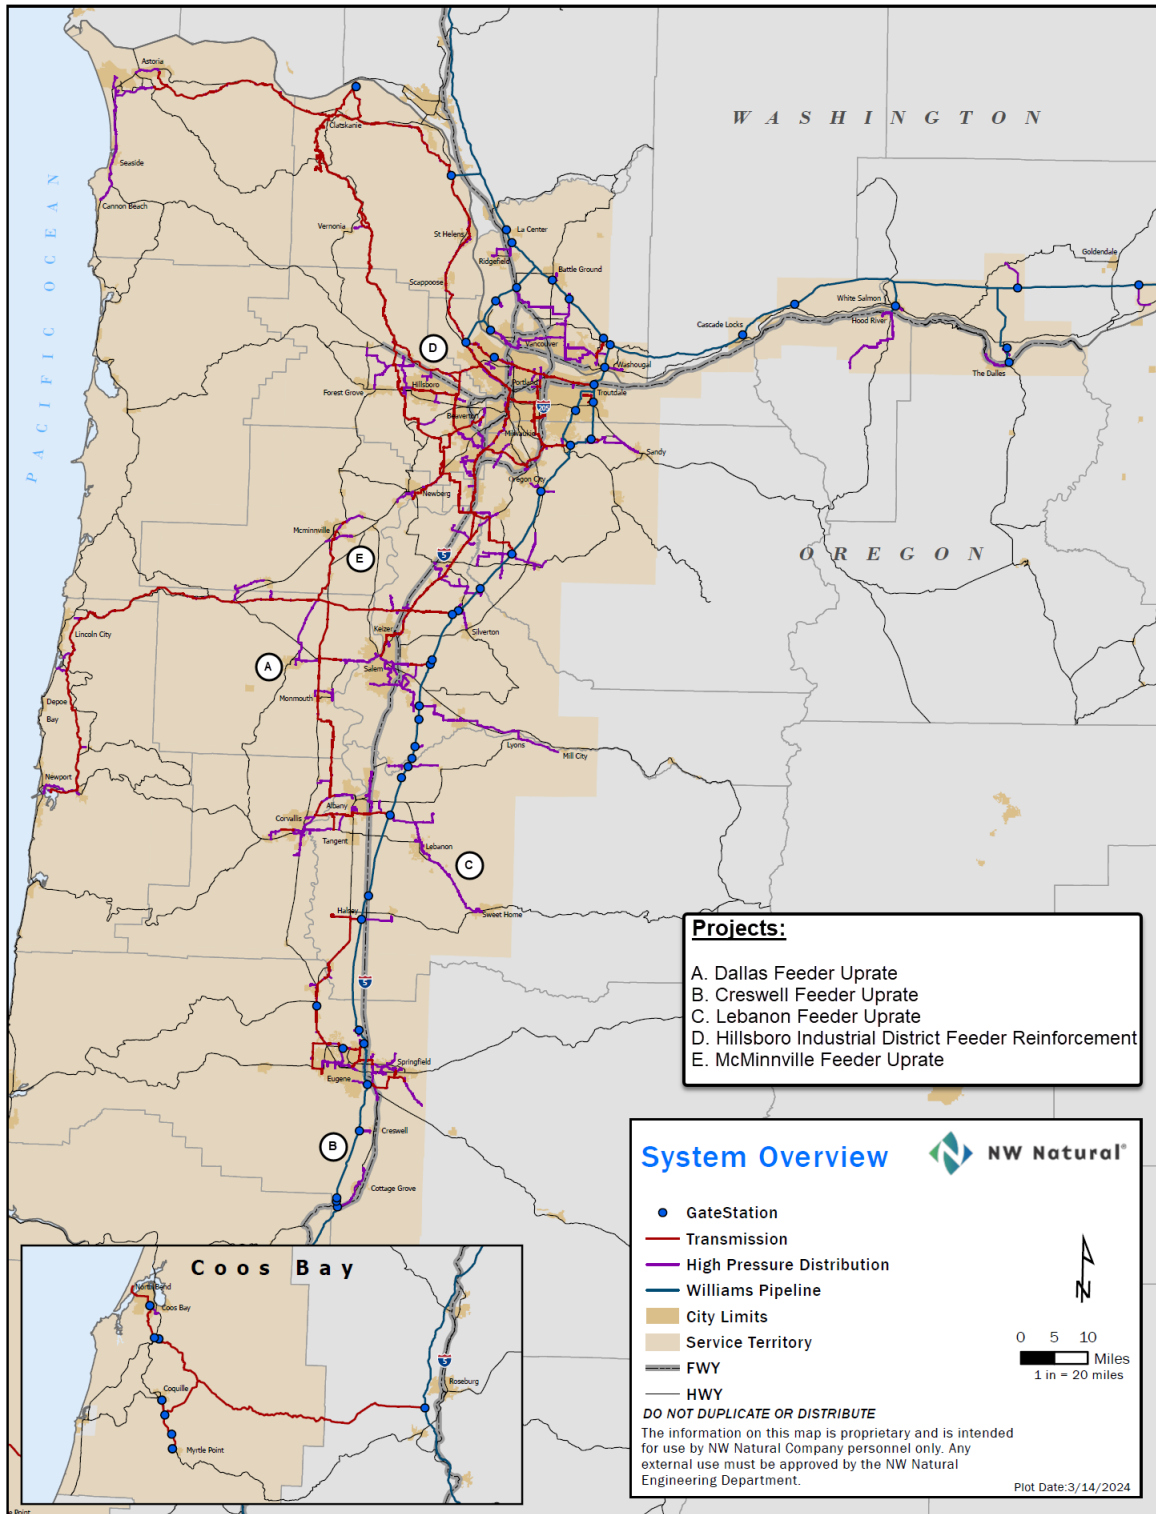 WASHINGTON
Astoria
Clatskanie
Seaside
Cannon Beach
PACIFIC OCEAN
Vernonia
St Helens
La Center
Ridgefield
Battle Ground
Goldendale
Scappoose
White Salmon
Hood River
Cascade Locks
Vancouver
Washougal
The Dalles
D
Forest Grove
Hillsboro
Portland
Troutdale
205
Beaverton
Milwaukie
Sandy
Oregon City
Newberg
Mcminnville
E
5
OREGON
Lincoln City
Keizer
Silverton
A
Salem
Depoe
Bay
Monmouth
Lyons
Mill City
Newport
Albany
Corvallis
Tangent
Lebanon
C
Halsey
Sweet Home
5
Springfield
Eugene
Creswell
B
Cottage Grove
Projects:
A. Dallas Feeder Uprate
B. Creswell Feeder Uprate
C. Lebanon Feeder Uprate
D. Hillsboro Industrial District Feeder Reinforcement
E. McMinnville Feeder Uprate
System Overview
NW Natural®
GateStation
Transmission
High Pressure Distribution
Williams Pipeline
City Limits
Service Territory
FWY
HWY
N
0 5 10
Miles
1 in = 20 miles
DO NOT DUPLICATE OR DISTRIBUTE
The information on this map is proprietary and is intended
for use by NW Natural Company personnel only. Any
external use must be approved by the NW Natural
Engineering Department.
Plot Date:3/14/2024
Coos Bay
North Bend
Coos Bay
5
Roseburg
Coquille
Myrtle Point
Point